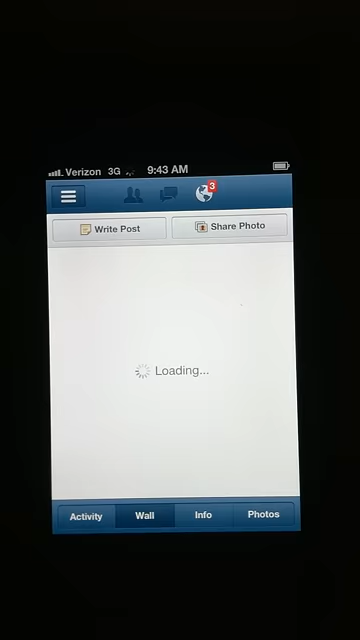 Verizon 3G 9:43 AM
3
Write Post Share Photo
Loading...
Activity Wall Info Photos